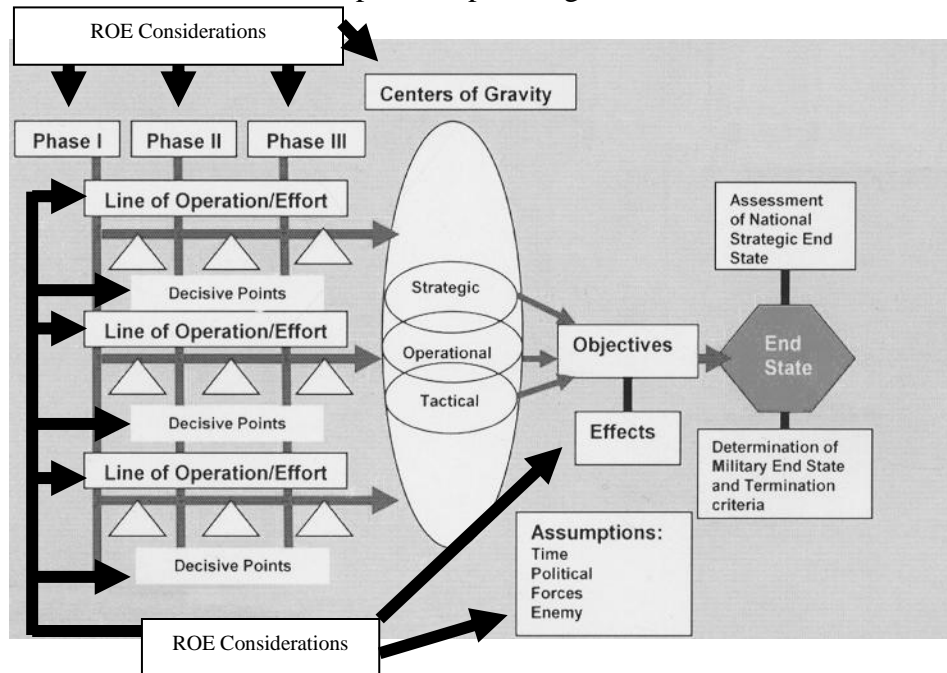 ROE Considerations
Centers of Gravity
Phase I
Phase II
Phase III
Line of Operation/Effort
Decisive Points
Line of Operation/Effort
Decisive Points
Line of Operation/Effort
Decisive Points
Strategic
Operational
Tactical
Objectives
Effects
Assessment
of National
Strategic End
State
End
State
Determination of
Military End State
and Termination
criteria
Assumptions:
Time
Political
Forces
Enemy
ROE Considerations